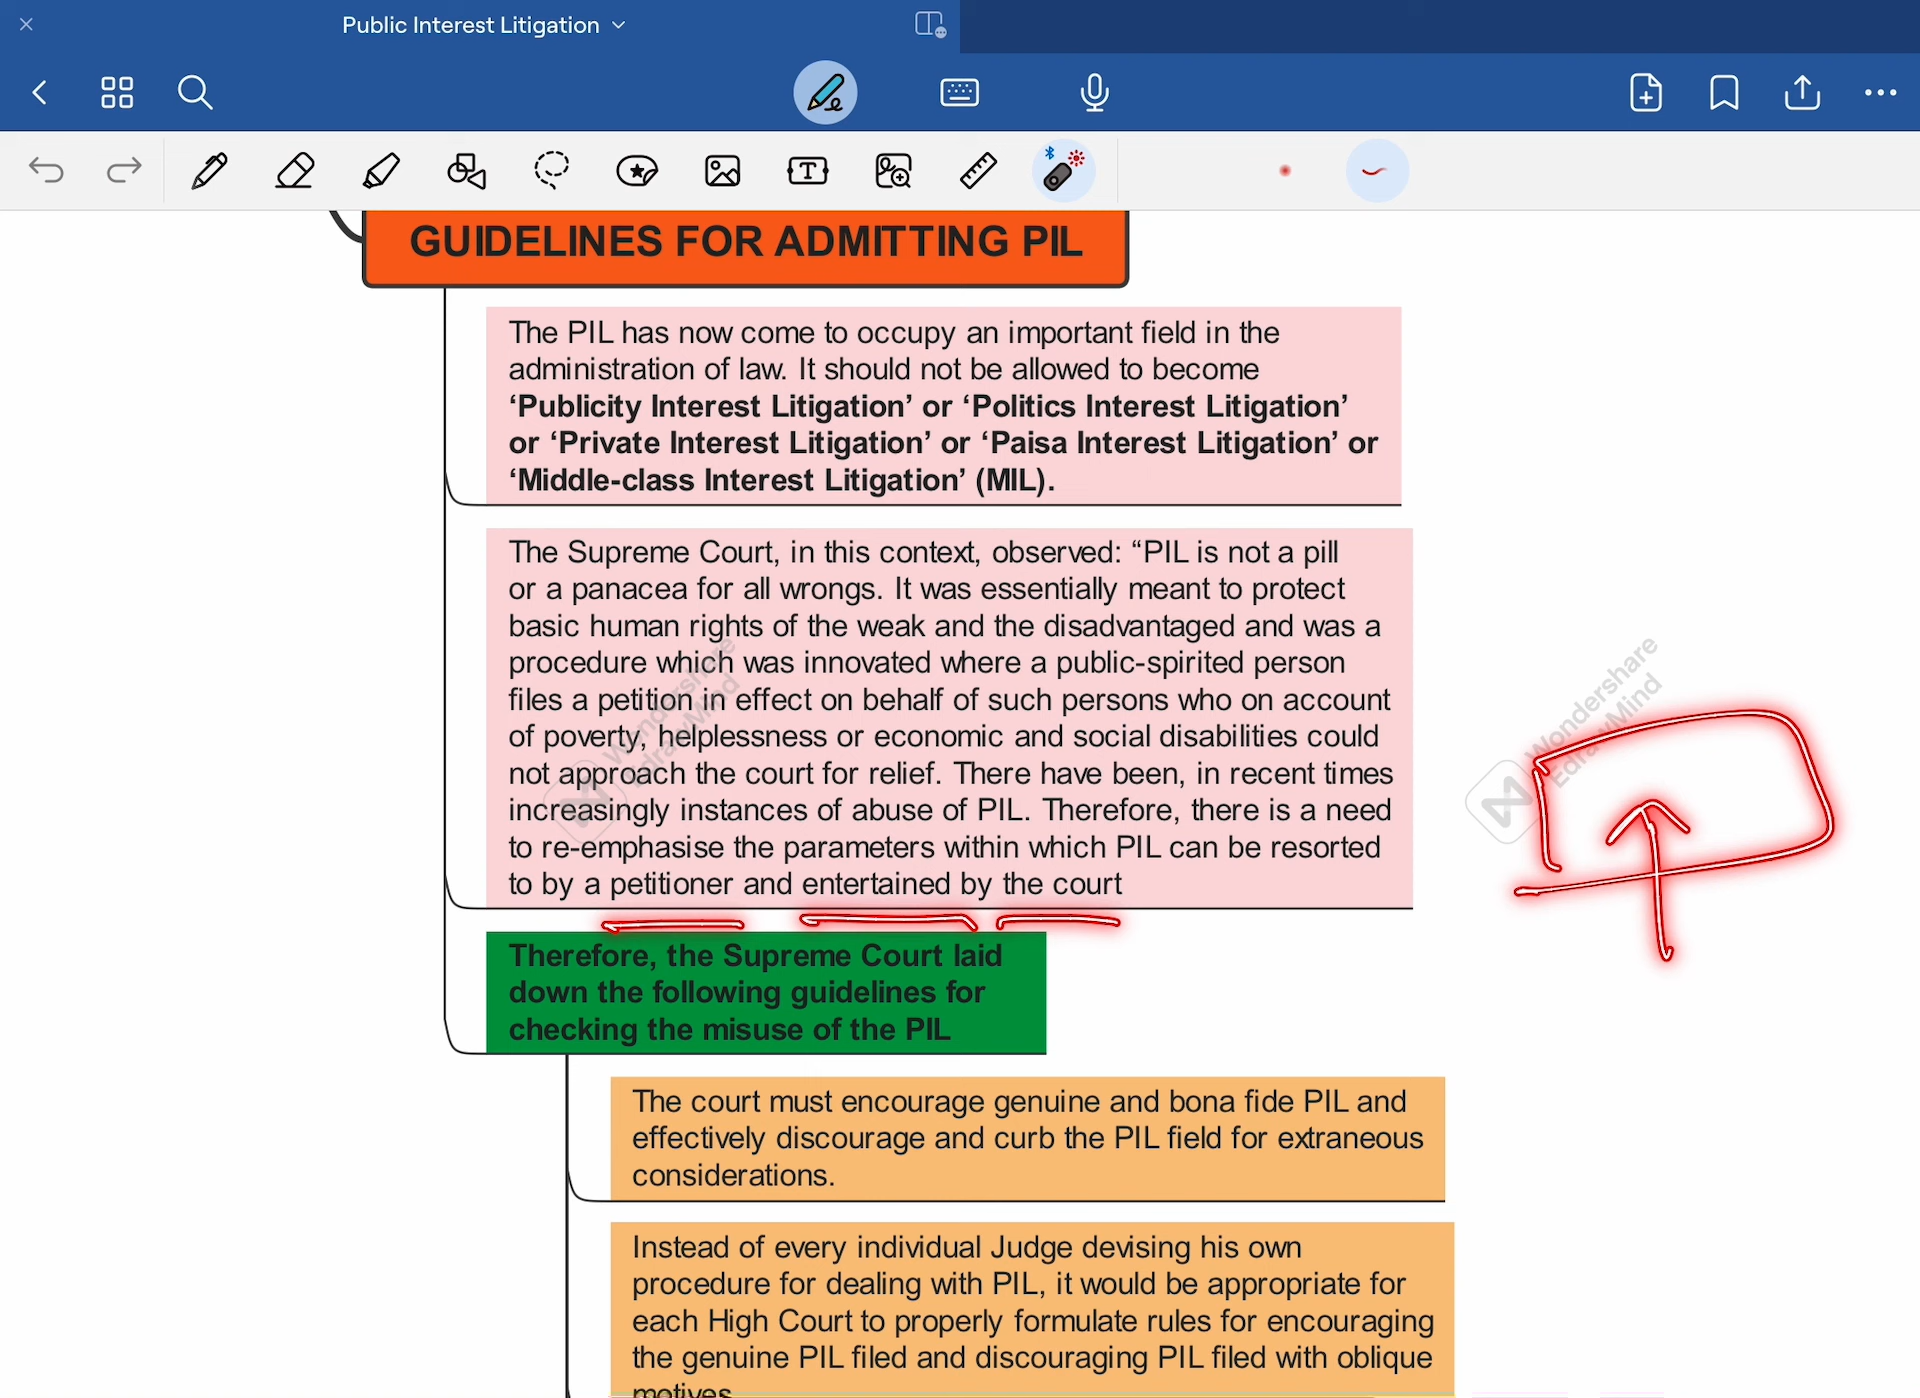 Public Interest Litigation
GUIDELINES FOR ADMITTING PIL
The PIL has now come to occupy an important field in the
administration of law. It should not be allowed to become
‘Publicity Interest Litigation’ or ‘Politics Interest Litigation’
or ‘Private Interest Litigation’ or ‘Paisa Interest Litigation’ or
‘Middle-class Interest Litigation’ (MIL).
The Supreme Court, in this context, observed: “PIL is not a pill
or a panacea for all wrongs. It was essentially meant to protect
basic human rights of the weak and the disadvantaged and was a
procedure which was innovated where a public-spirited person
files a petition in effect on behalf of such persons who on account
of poverty, helplessness or economic and social disabilities could
not approach the court for relief. There have been, in recent times
increasingly instances of abuse of PIL. Therefore, there is a need
to re-emphasise the parameters within which PIL can be resorted
to by a petitioner and entertained by the court
Wondershare
EdrawMind
Wondershare
EdrawMind
Therefore, the Supreme Court laid
down the following guidelines for
checking the misuse of the PIL
The court must encourage genuine and bona fide PIL and
effectively discourage and curb the PIL field for extraneous
considerations.
Instead of every individual Judge devising his own
procedure for dealing with PIL, it would be appropriate for
each High Court to properly formulate rules for encouraging
the genuine PIL filed and discouraging PIL filed with oblique
motives